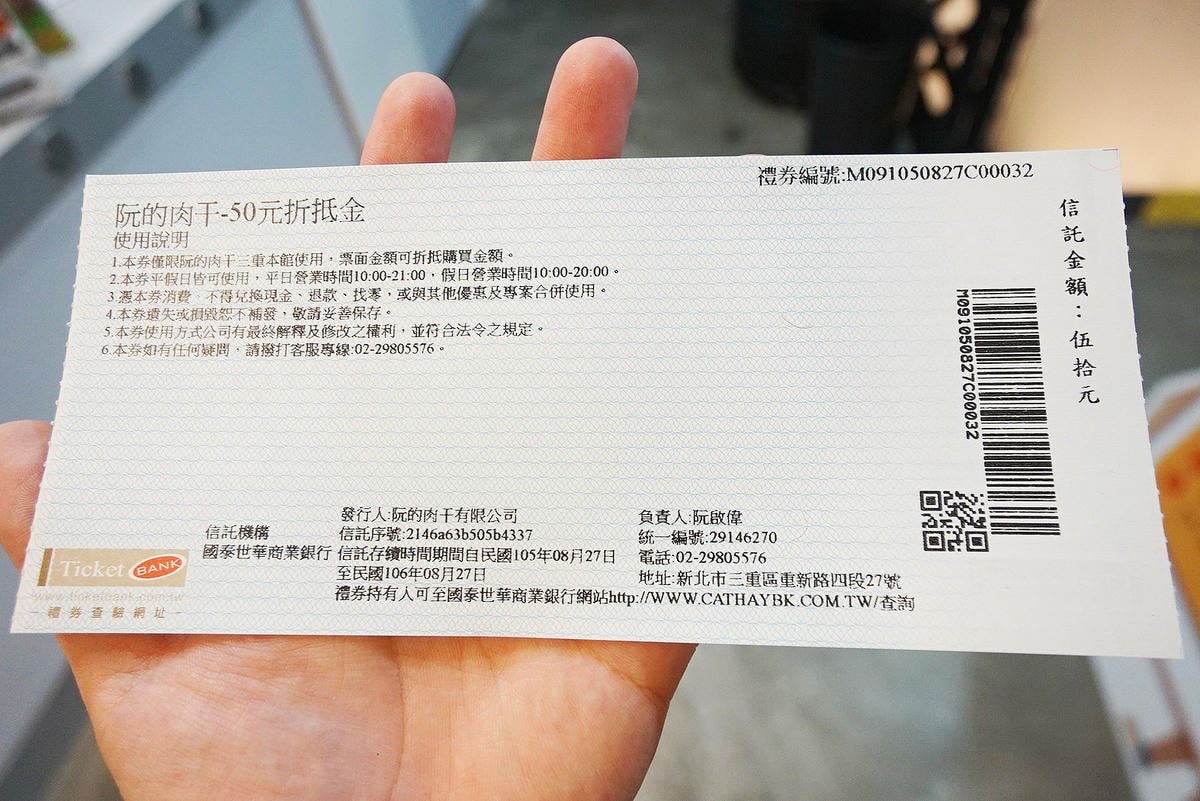 禮券編號:M091050827C00032
阮的肉干-50元折抵金
使用說明
1.本券僅限阮的肉干三重本館使用，票面金額可折抵購買金額。
2.本券平假日皆可使用，平日營業時間10:00-21:00，假日營業時間10:00-20:00。
3.憑本券消費、不得兌換現金、退款、找零，或與其他優惠及專案合併使用。
4.本券遺失或損毀恕不補發，敬請妥善保存。
5.本券使用方式公司有最終解釋及修改之權利，並符合法令之規定。
6.本券如有任何疑問，請撥打客服專線:02-29805576。
信託金額：伍拾元
M091050827C00032
信託機構
國泰世華商業銀行
發行人:阮的肉干有限公司
信託序號:2146a63b505b4337
信託存續時間期間自民國105年08月27日
至民國106年08月27日
禮券持有人可至國泰世華商業銀行網站http://WWW.CATHAYBK.COM.TW/查詢
負責人:阮啟偉
統一編號:29146270
電話:02-29805576
地址:新北市三重區重新路四段27號
Ticket BANK
www.ticketbank.com.tw
禮券查驗網址